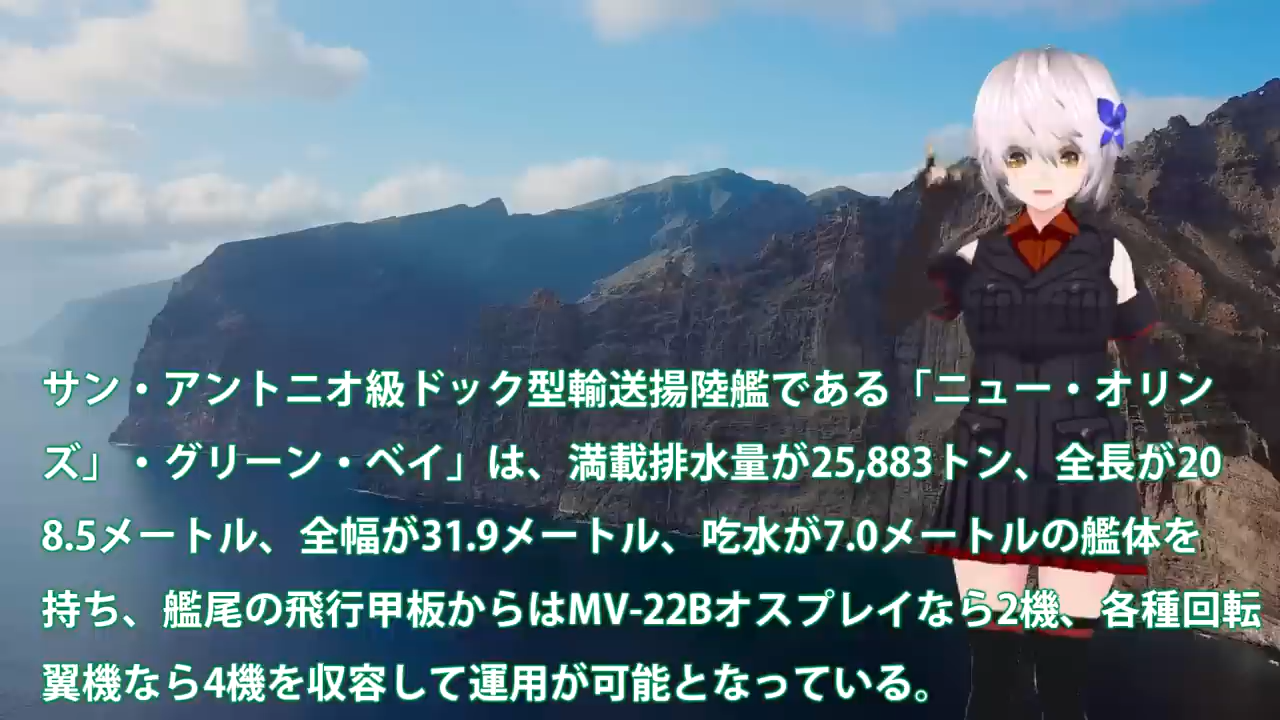 サン・アントニオ級ドック型輸送揚陸艦である「ニュー・オリン
ズ」・グリーン・ベイ」は、満載排水量が25,883トン、全長が20
8.5メートル、全幅が31.9メートル、吃水が7.0メートルの艦体を
持ち、艦尾の飛行甲板からはMV-22Bオスプレイなら2機、各種回転
翼機なら4機を収容して運用が可能となっている。